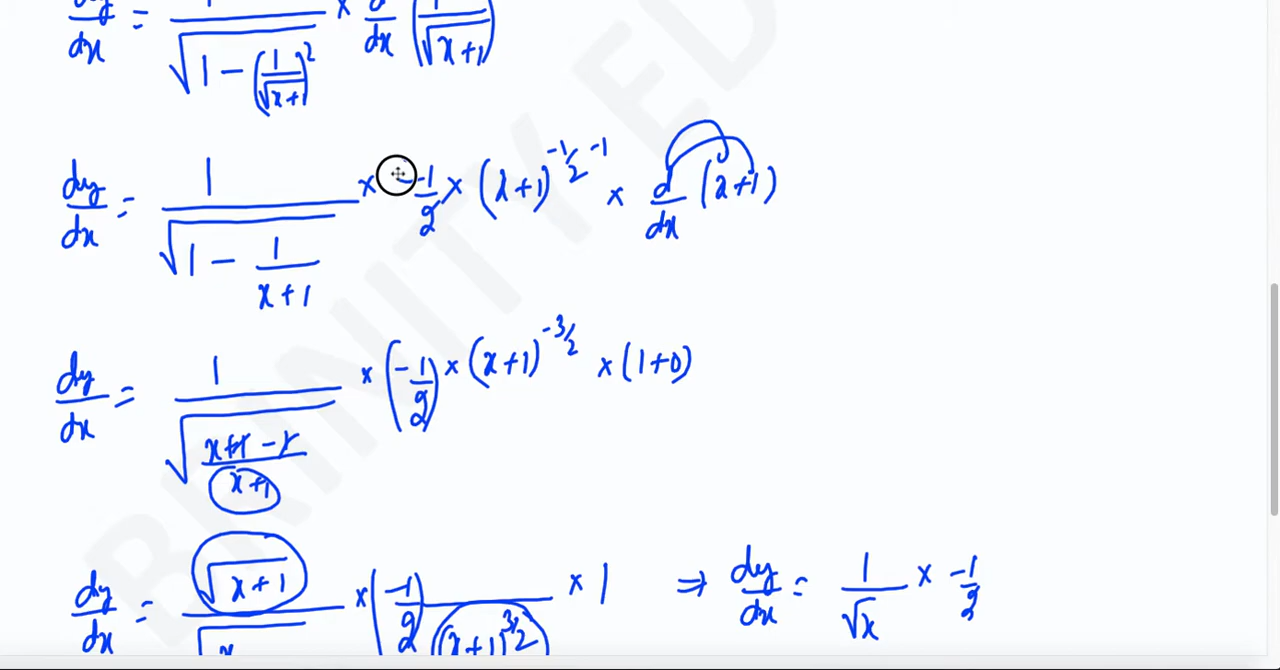 dy/dx = 1/√(1 - (1/√(x+1))²) × d/dx (1/√(x+1))
dy/dx = 1/√(1 - 1/(x+1)) × -1/2 × (x+1)^(-1/2 -1) × d/dx (x+1)
dy/dx = 1/√((x+1-1)/(x+1)) × (-1/2) × (x+1)^(-3/2) × (1+0)
dy/dx = √(x+1)/√x × (-1/2) /(x+1)^(3/2) × 1 ⇒ dy/dx = 1/√x × -1/2